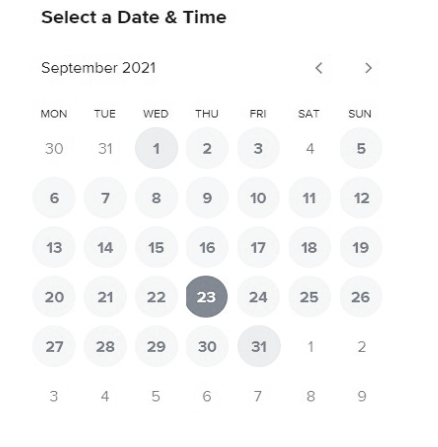 Select a Date & Time
September 2021
MON TUE WED THU FRI SAT SUN
30 31 1 2 3 4 5
6 7 8 9 10 11 12
13 14 15 16 17 18 19
20 21 22 23 24 25 26
27 28 29 30 31 1 2
3 4 5 6 7 8 9